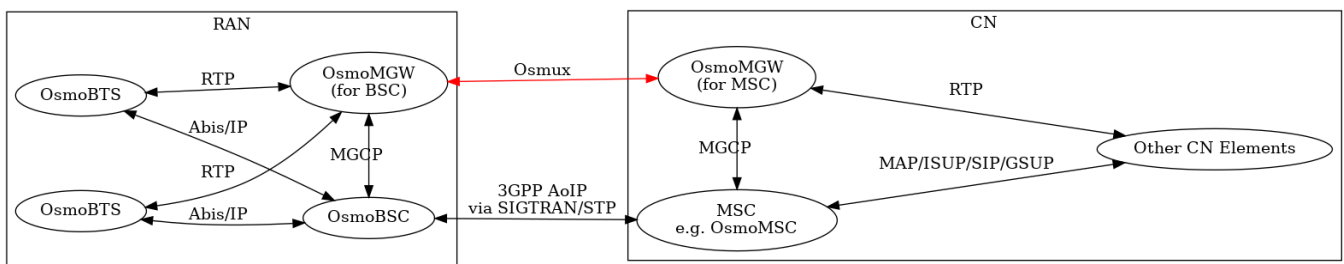 RAN
CN
OsmoBTS
RTP
OsmoMGW
(for BSC)
Osmux
OsmoMGW
(for MSC)
RTP
Abis/IP
MGCP
MGCP
Other CN Elements
RTP
MAP/ISUP/SIP/GSUP
OsmoBTS
Abis/IP
OsmoBSC
3GPP AoIP
via SIGTRAN/STP
MSC
e.g. OsmoMSC